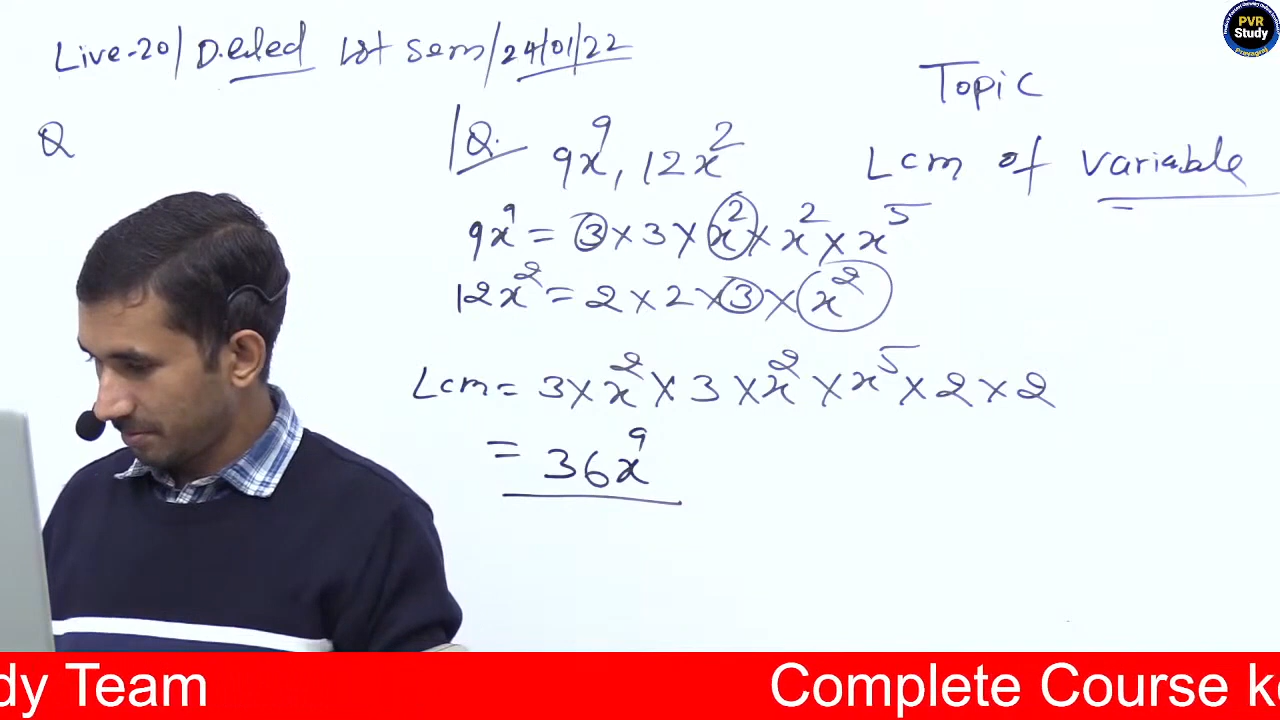 Live-20/ D.el.ed 1st Sem/24/01/22
Topic
Lcm of variable
Q
Q. 9x⁹, 12x²
9x⁹ = 3 × 3 × x² × x² × x⁵
12x² = 2 × 2 × 3 × x²
Lcm = 3 × x² × 3 × x² × x⁵ × 2 × 2
= 36x⁹
PVR
Study
Prayagraj
dy Team Complete Course k